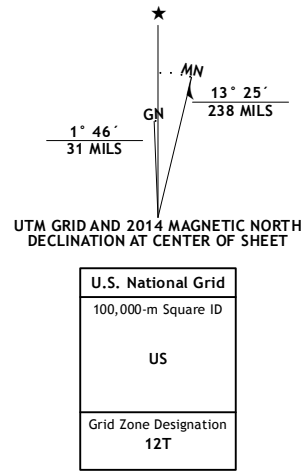 ★
MN
GN
13° 25´
238 MILS
1° 46´
31 MILS
UTM GRID AND 2014 MAGNETIC NORTH
DECLINATION AT CENTER OF SHEET
U.S. National Grid
100,000-m Square ID
US
Grid Zone Designation
12T